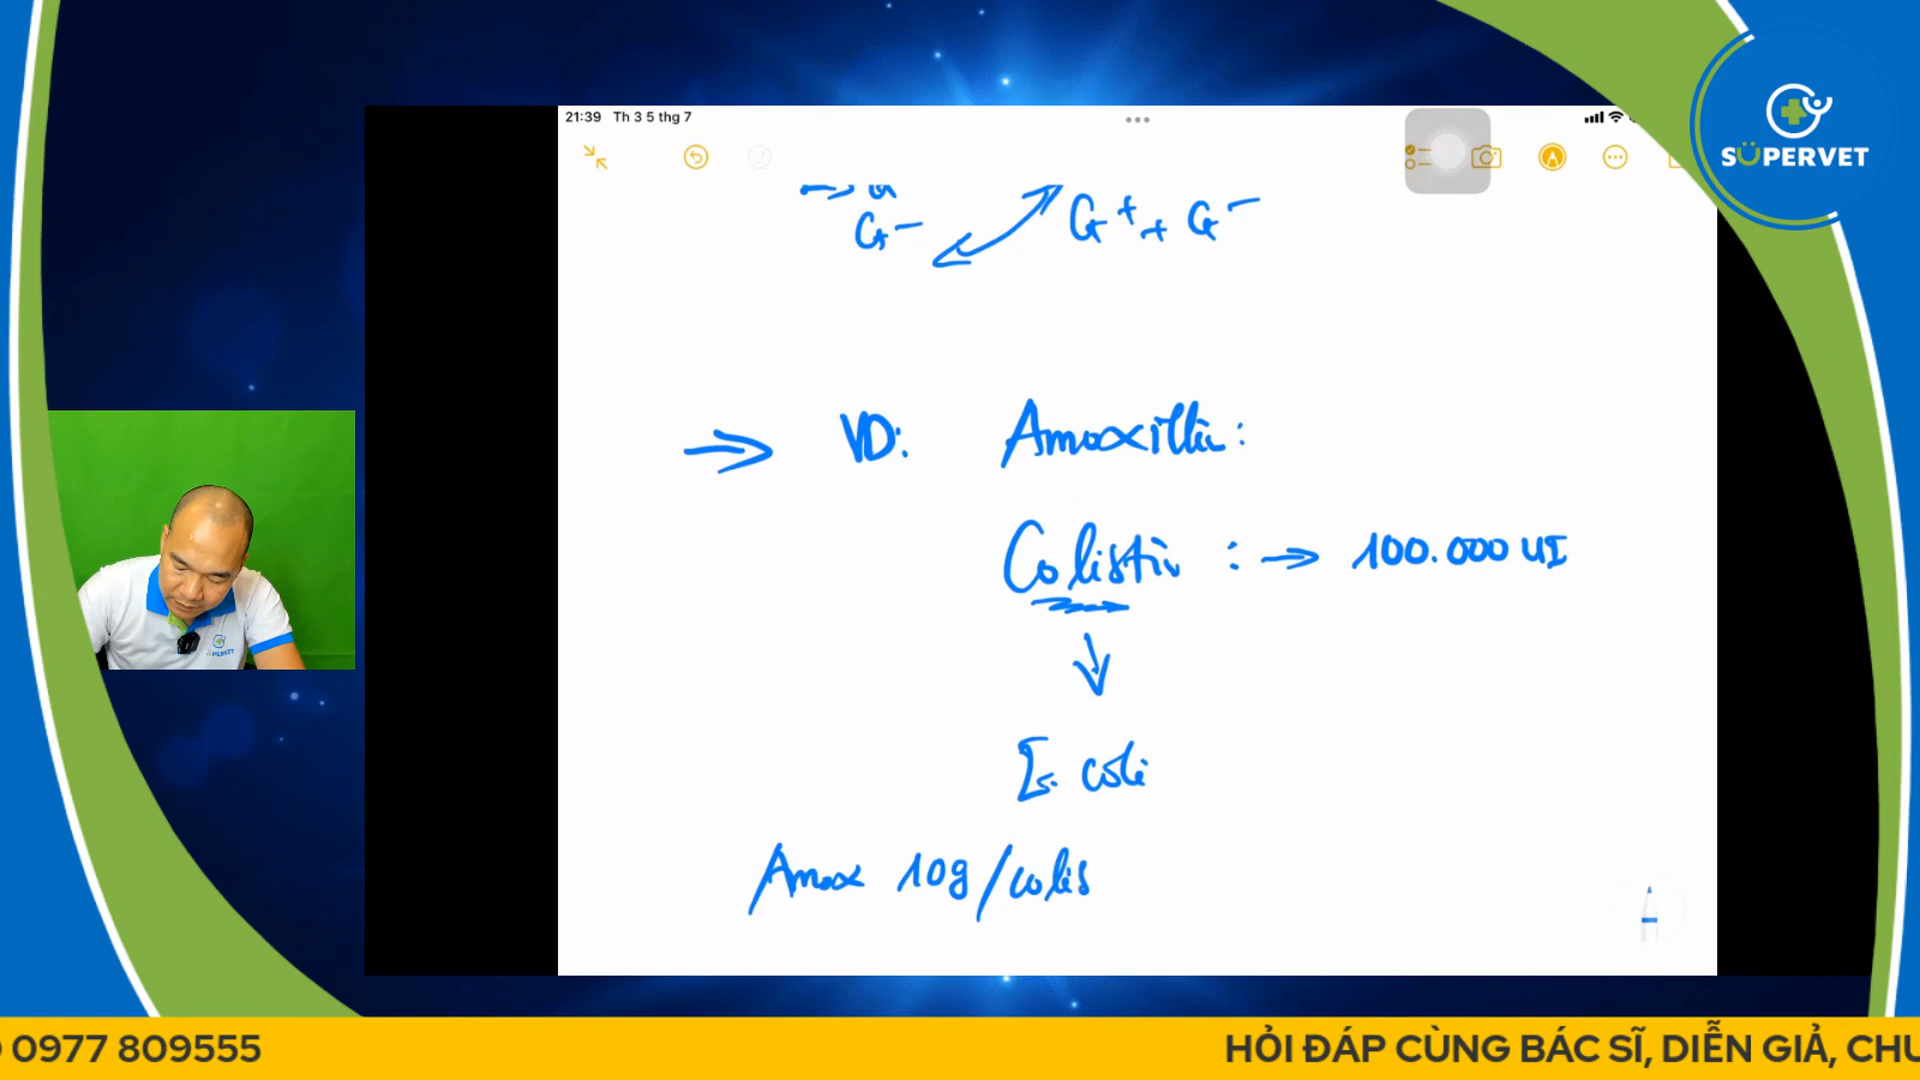 21:39 Th 3 5 thg 7
SÜPERVET
G- G+ + G-
VD: Amoxillin:
Colistin : → 100.000 UI
E. coli
Amox 10g/colis
0977 809555
HỎI ĐÁP CÙNG BÁC SĨ, DIỄN GIẢ, CHU